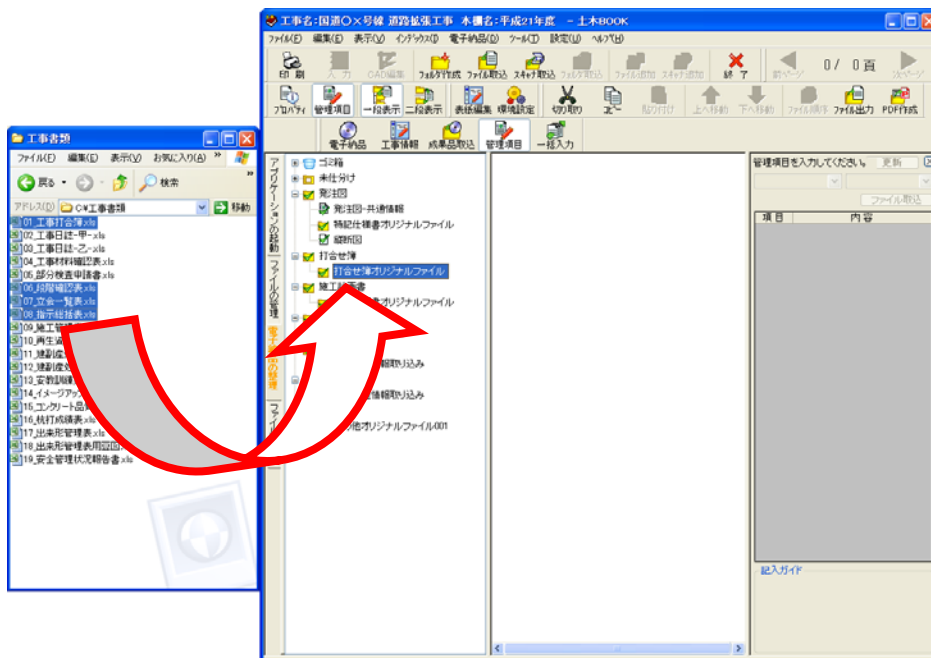 工事名:国道○×号線 道路拡張工事 本棚名:平成21年度 - 土木BOOK
ファイル(F) 編集(E) 表示(V) インデックス(I) 電子納品(D) ツール(T) 設定(U) ヘルプ(H)
印 刷 入 力 CAD編集 フォルダ作成 ファイル取込 スキャナ取込 フォルダ取込 ファイル追加 スキャナ追加 終 了 前ページ 0 / 0 頁 次ページ
プロパティ 管理項目 一段表示 二段表示 表紙編集 環境設定 切り取り コピー 貼り付け 上へ移動 下へ移動 ファイル順序 ファイル出力 PDF作成
電子納品 工事情報 成果品取込 管理項目 一括入力
工事書類
ファイル(F) 編集(E) 表示(V) お気に入り(A) »
戻る 検索 »
アドレス(D) C:¥工事書類 移動
01_工事打合簿.xls
02_工事日誌-甲-.xls
03_工事日誌-乙-.xls
04_工事材料確認表.xls
05_部分検査申請書.xls
06_段階確認表.xls
07_立会一覧表.xls
08_指示総括表.xls
09_施工管
10_再生
11_建副産
12_建副産
13_安教訓練
14_イメージアッ
15_コンクリート品
16_杭打成績表.xls
17_出来形管理表.xls
18_出来形管理表用
19_安全管理状況報告書.xls
アプリケーションの起動
ファイルの管理
電子納品の整理
ファイル
ゴミ箱
未仕分け
発注図
発注図-共通情報
特記仕様書オリジナルファイル
縦断図
打合せ簿
打合せ簿オリジナルファイル
施工計画書
書オリジナルファイル
情報取り込み
情報取り込み
の他オリジナルファイル001
管理項目を入力してください。 更新
ファイル取込
項目 内容
記入ガイド